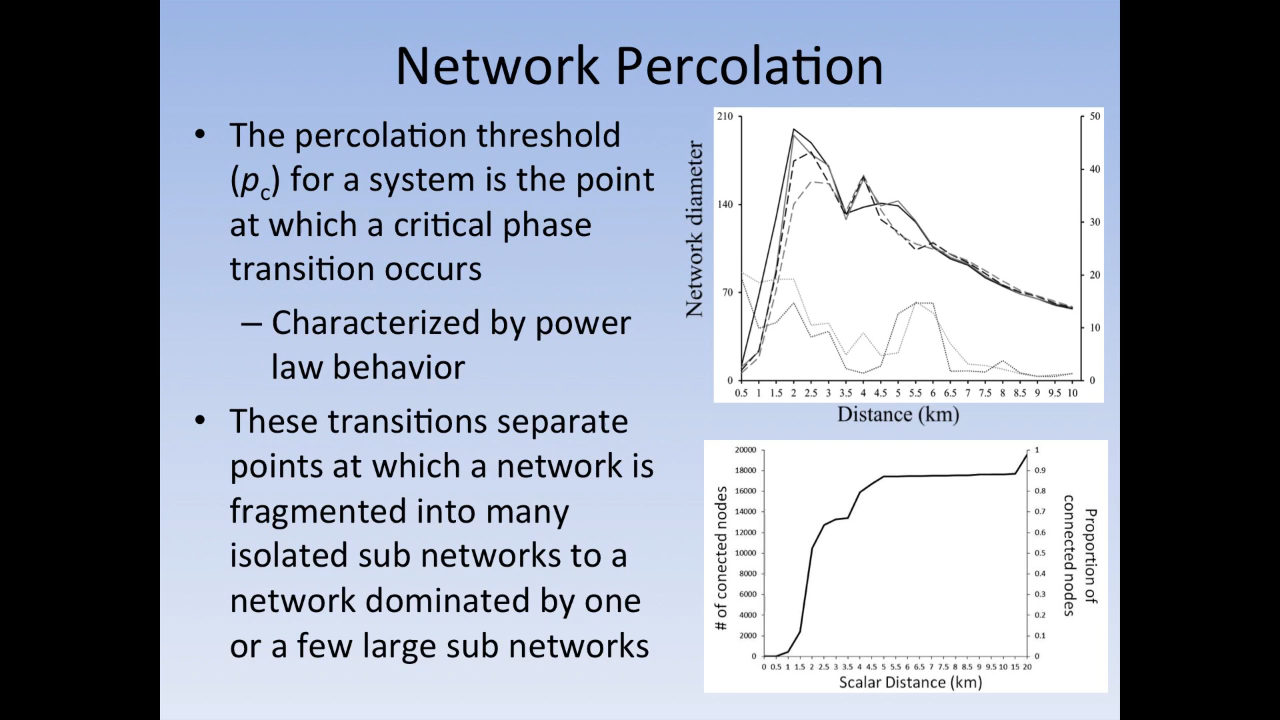 Network Percolation
• The percolation threshold
(pc) for a system is the point
at which a critical phase
transition occurs
– Characterized by power
law behavior
• These transitions separate
points at which a network is
fragmented into many
isolated sub networks to a
network dominated by one
or a few large sub networks
Network diameter
210
140
70
0
50
40
30
20
10
0
0.5 1 1.5 2 2.5 3 3.5 4 4.5 5 5.5 6 6.5 7 7.5 8 8.5 9 9.5 10
Distance (km)
# of conected nodes
20000
18000
16000
14000
12000
10000
8000
6000
4000
2000
0
1
0.9
0.8
0.7
0.6
0.5
0.4
0.3
0.2
0.1
0
Proportion of
connected nodes
0 0.5 1 1.5 2 2.5 3 3.5 4 4.5 5 5.5 6 6.5 7 7.5 8 8.5 9 9.5 10 15 20
Scalar Distance (km)